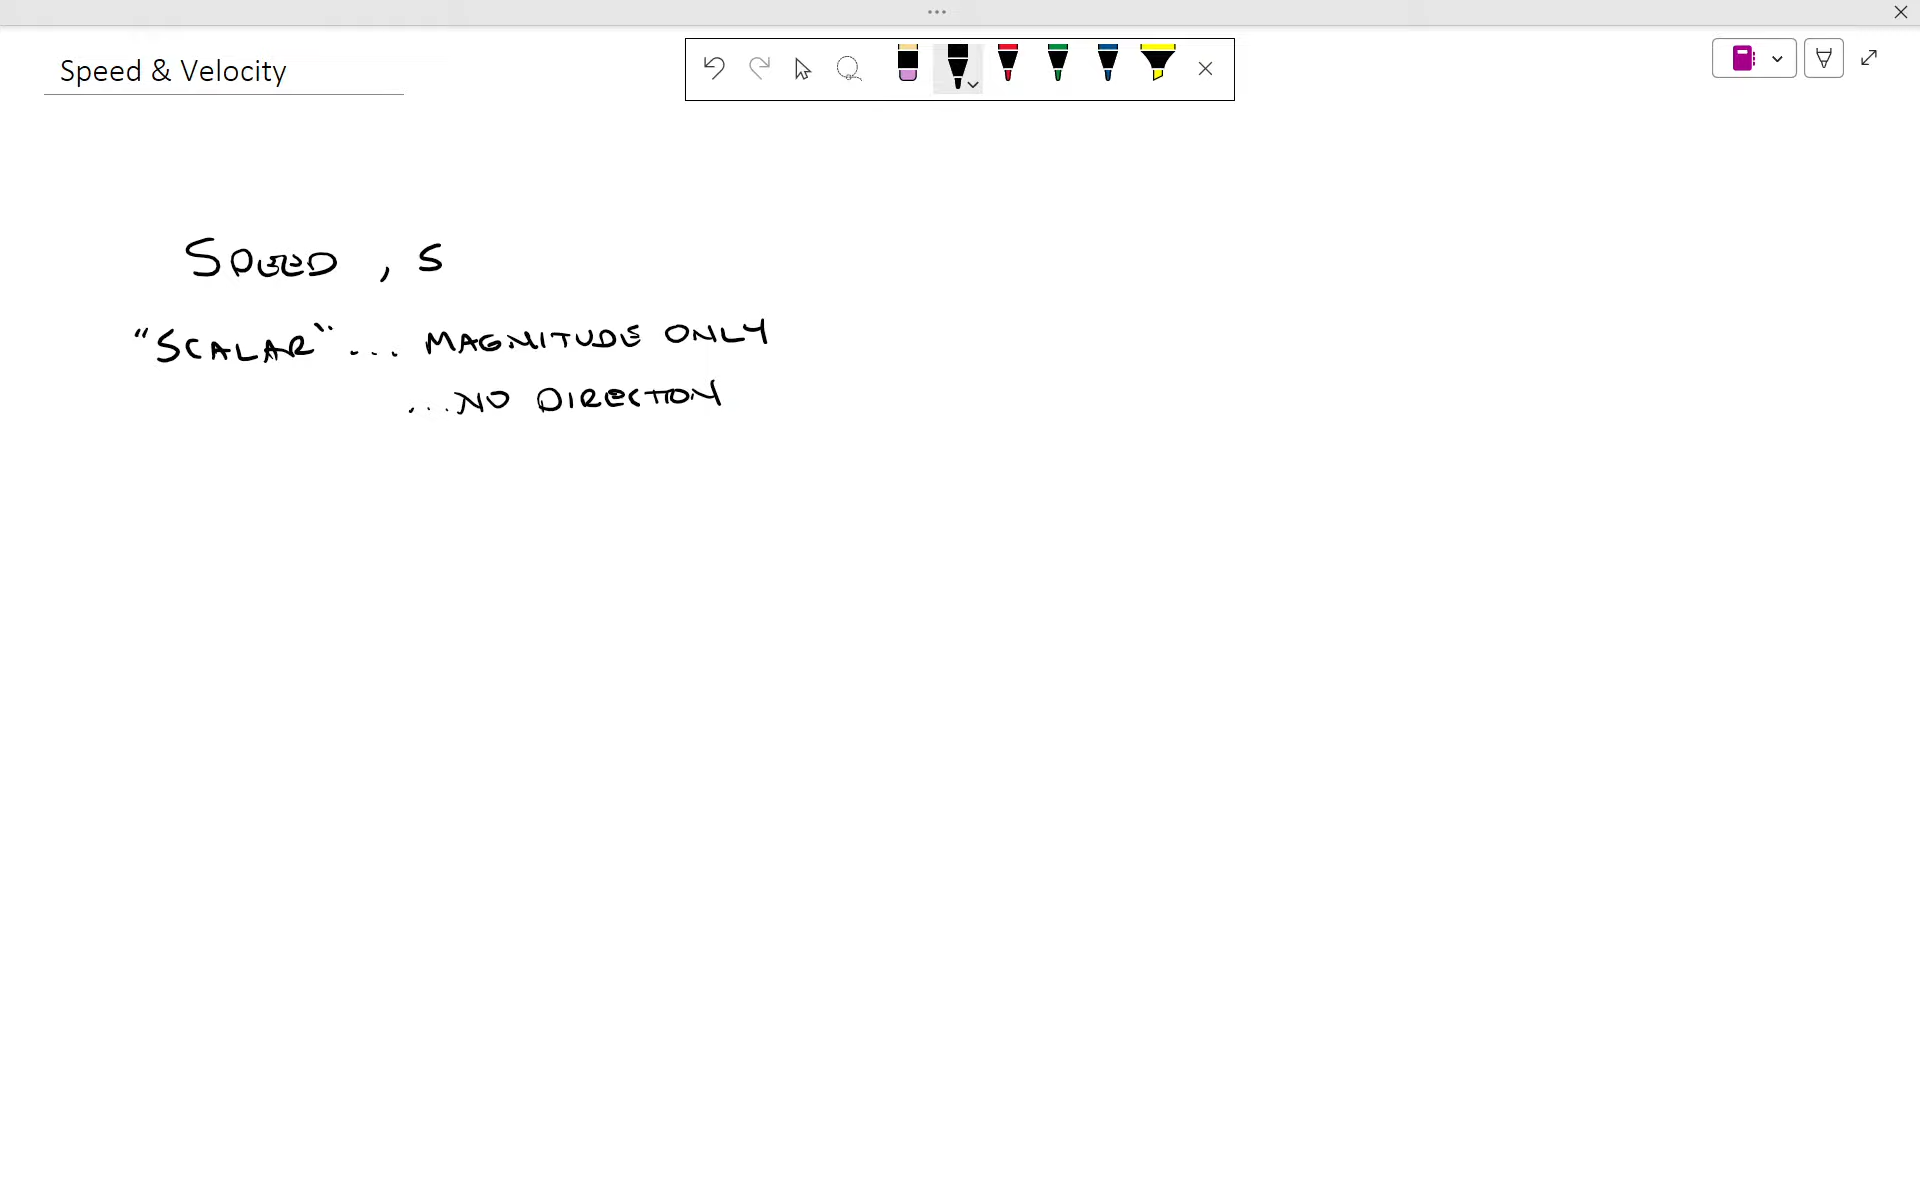 Speed & Velocity
SPEED , S
"SCALAR" ... MAGNITUDE ONLY
... NO DIRECTION